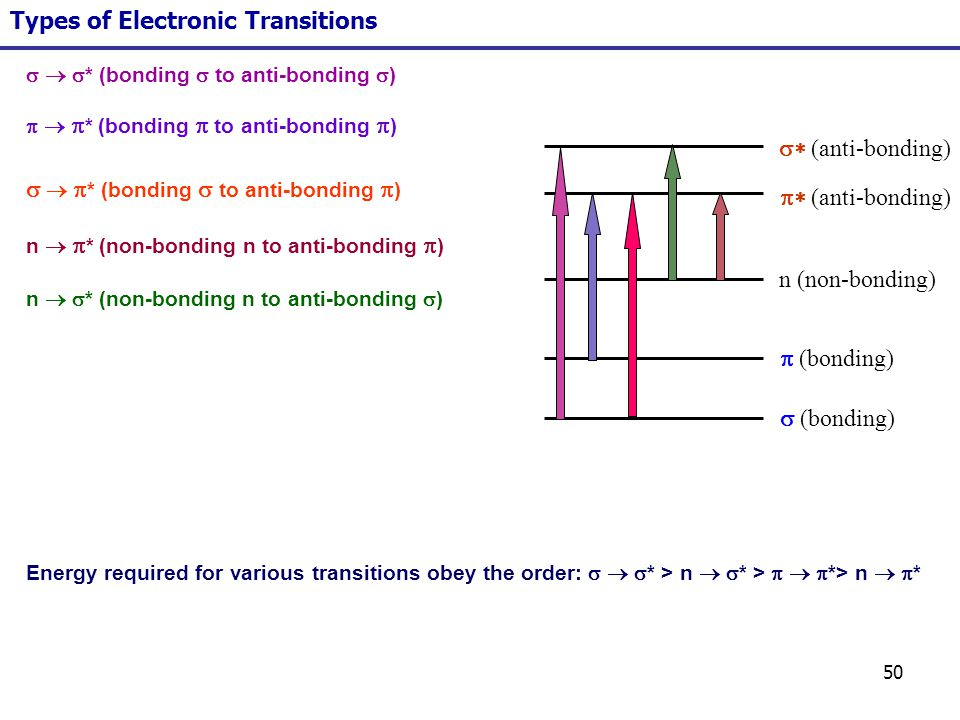 Types of Electronic Transitions
σ → σ* (bonding σ to anti-bonding σ)
π → π* (bonding π to anti-bonding π)
σ → π* (bonding σ to anti-bonding π)
n → π* (non-bonding n to anti-bonding π)
n → σ* (non-bonding n to anti-bonding σ)
σ* (anti-bonding)
π* (anti-bonding)
n (non-bonding)
π (bonding)
σ (bonding)
Energy required for various transitions obey the order: σ → σ* > n → σ* > π → π*> n → π*
50